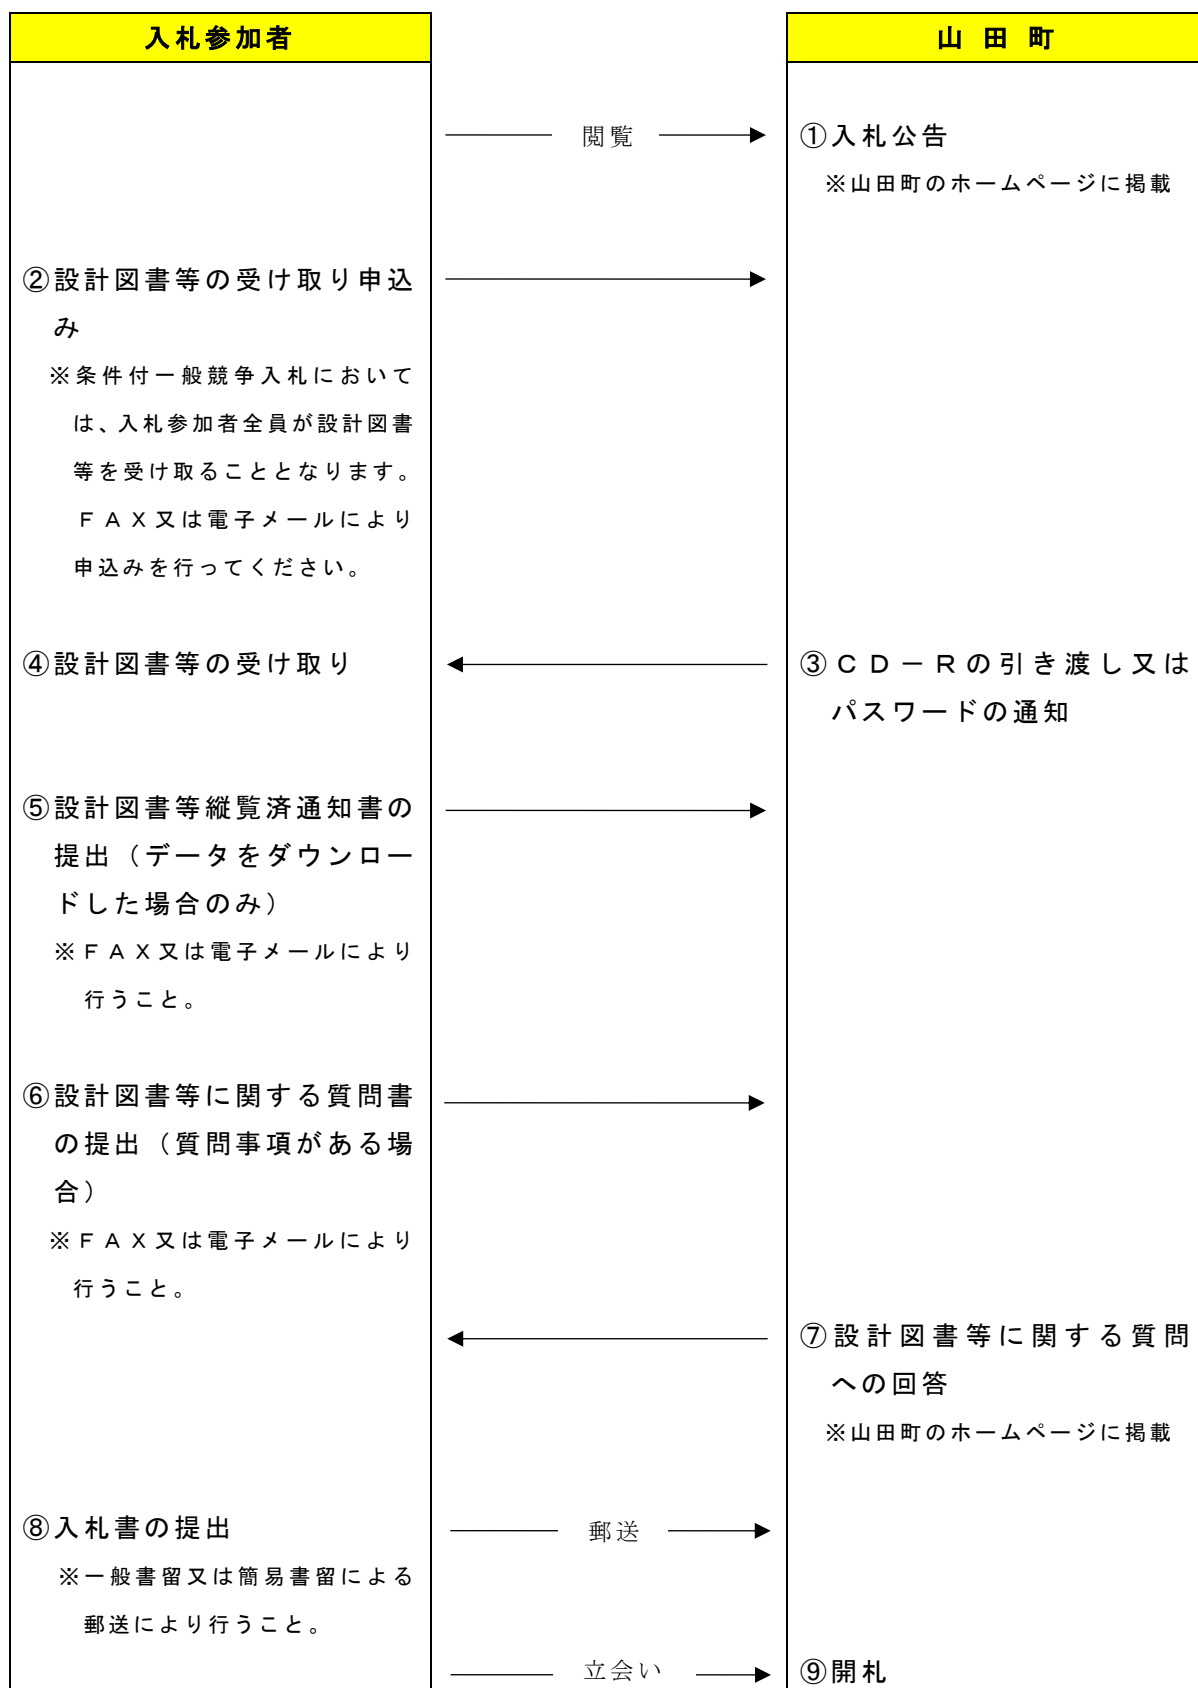 入札参加者
山田町
閲覧
①入札公告
※山田町のホームページに掲載
②設計図書等の受け取り申込
み
※条件付一般競争入札において
は、入札参加者全員が設計図書
等を受け取ることとなります。
ＦＡＸ又は電子メールにより
申込みを行ってください。
④設計図書等の受け取り
③ＣＤ－Ｒの引き渡し又は
パスワードの通知
⑤設計図書等縦覧済通知書の
提出（データをダウンロー
ドした場合のみ）
※ＦＡＸ又は電子メールにより
行うこと。
⑥設計図書等に関する質問書
の提出（質問事項がある場
合）
※ＦＡＸ又は電子メールにより
行うこと。
⑦設計図書等に関する質問
への回答
※山田町のホームページに掲載
⑧入札書の提出
郵送
※一般書留又は簡易書留による
郵送により行うこと。
立会い
⑨開札